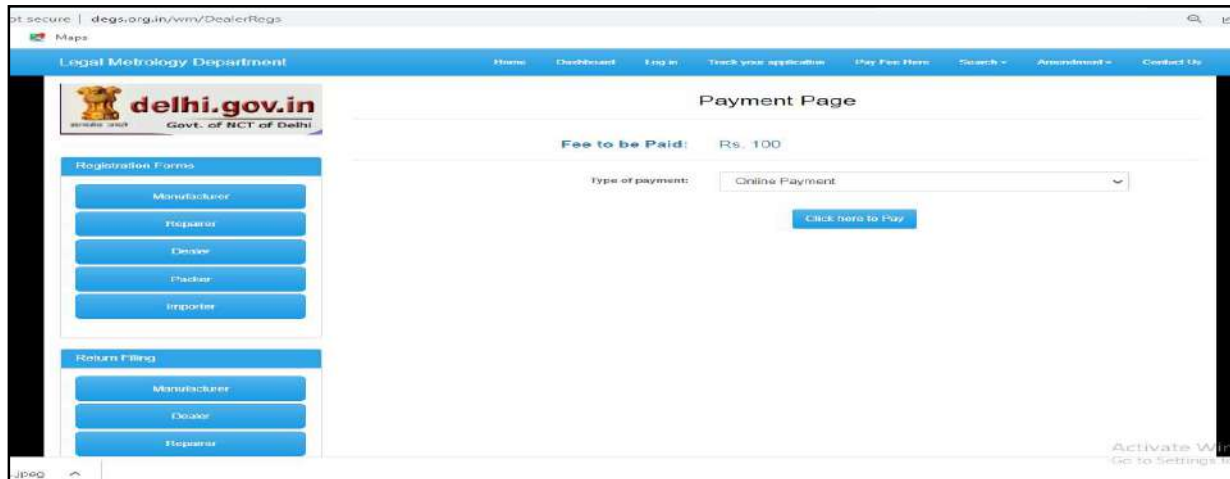 ot secure | degs.org.in/wm/DealerRegs
Maps
Legal Metrology Department Home Dashboard Log in Track your application Pay Fee Here Search Amendment Contact Us
delhi.gov.in
Govt. of NCT of Delhi
Payment Page
Fee to be Paid: Rs. 100
Type of payment: Online Payment
Click here to Pay
Registration Forms
Manufacturer
Repairer
Dealer
Packer
Importer
Return Filing
Manufacturer
Dealer
Repairer
Activate Win
Go to Settings
.jpeg